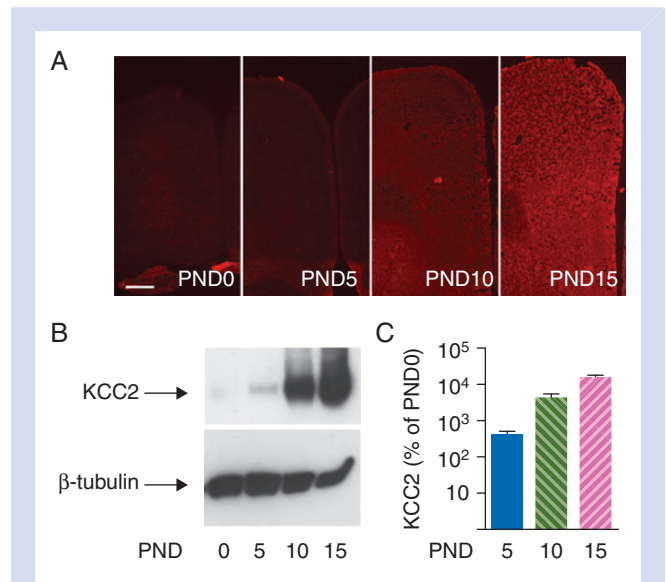 A
PND0 PND5 PND10 PND15
B
KCC2
β-tubulin
PND 0 5 10 15
C
KCC2 (% of PND0)
10⁵
10⁴
10³
10²
10
PND 5 10 15